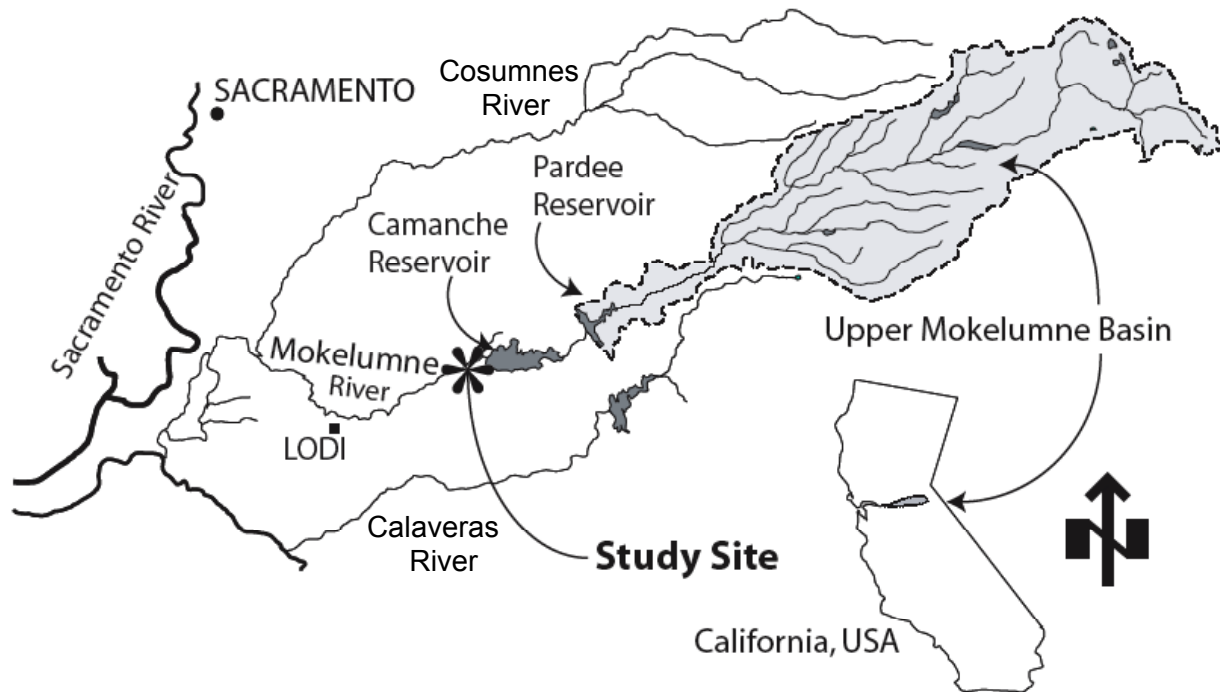 Cosumnes
River
SACRAMENTO
Pardee
Reservoir
Camanche
Reservoir
Sacramento River
Upper Mokelumne Basin
Mokelumne
River
LODI
Calaveras
River
Study Site
California, USA
N